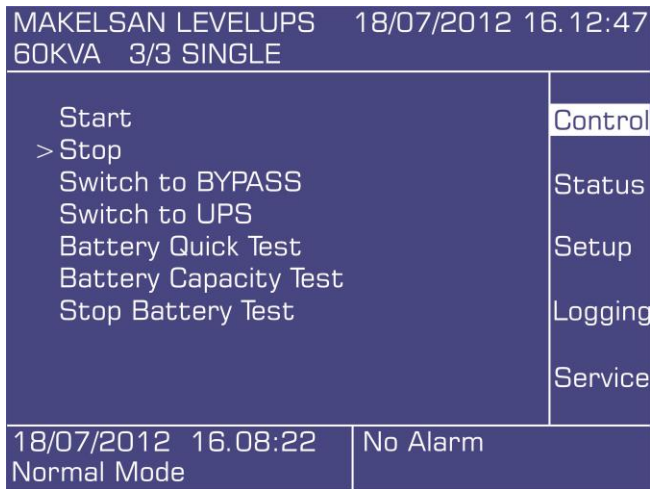 MAKELSAN LEVELUPS 18/07/2012 16.12:47
60KVA 3/3 SINGLE
Start
>Stop
Switch to BYPASS
Switch to UPS
Battery Quick Test
Battery Capacity Test
Stop Battery Test
Control
Status
Setup
Logging
Service
18/07/2012 16.08:22
Normal Mode
No Alarm